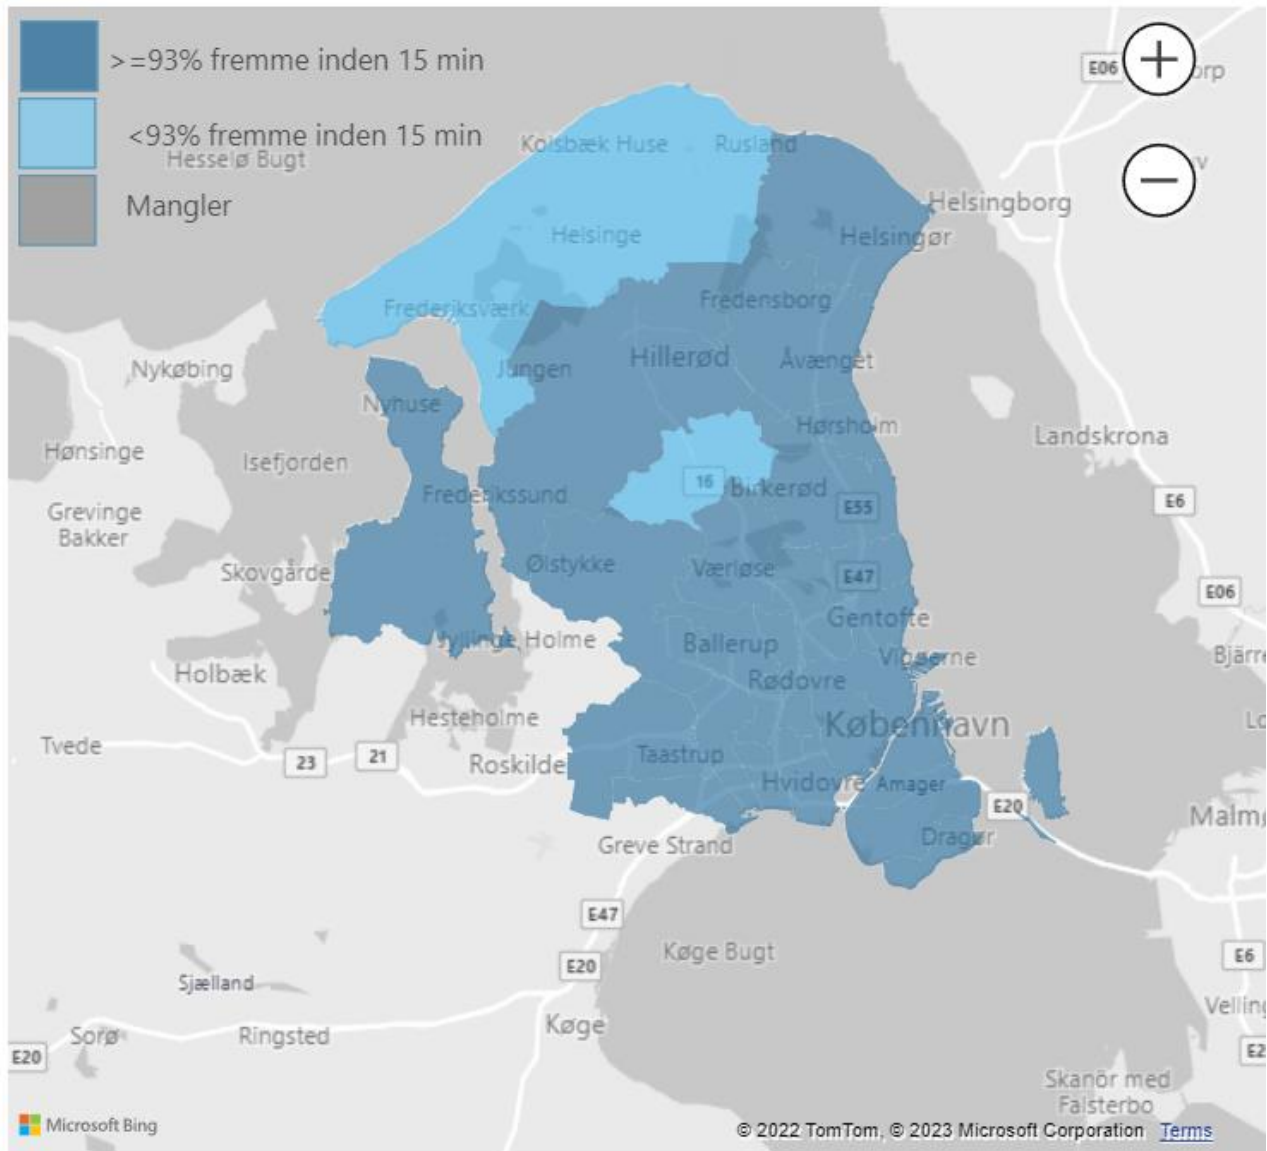 >=93% fremme inden 15 min
<93% fremme inden 15 min
Mangler
Hesselø Bugt
Kolsbæk Huse
Rusland
E06
Helsingborg
Helsinge
Helsingør
Frederiksværk
Fredensborg
Nykøbing
Jungen
Hillerød
Åvænget
Nyhuse
Hørsholm
Landskrona
Hønsinge
Isefjorden
Frederikssund
16
Birkerød
E55
E6
Grevinge
Bakker
Skovgårde
Ølstykke
Værløse
E47
E06
Gentofte
Jyllinge Holme
Ballerup
Vigøerne
Holbæk
Rødovre
Hesteholme
København
Tvede
23
21
Roskilde
Taastrup
Hvidovre
Amager
E20
Dragør
Greve Strand
E47
Køge Bugt
E20
E6
Sjælland
Sorø
Ringsted
Køge
E20
Skanör med
Falsterbo
Microsoft Bing
© 2022 TomTom, © 2023 Microsoft Corporation Terms